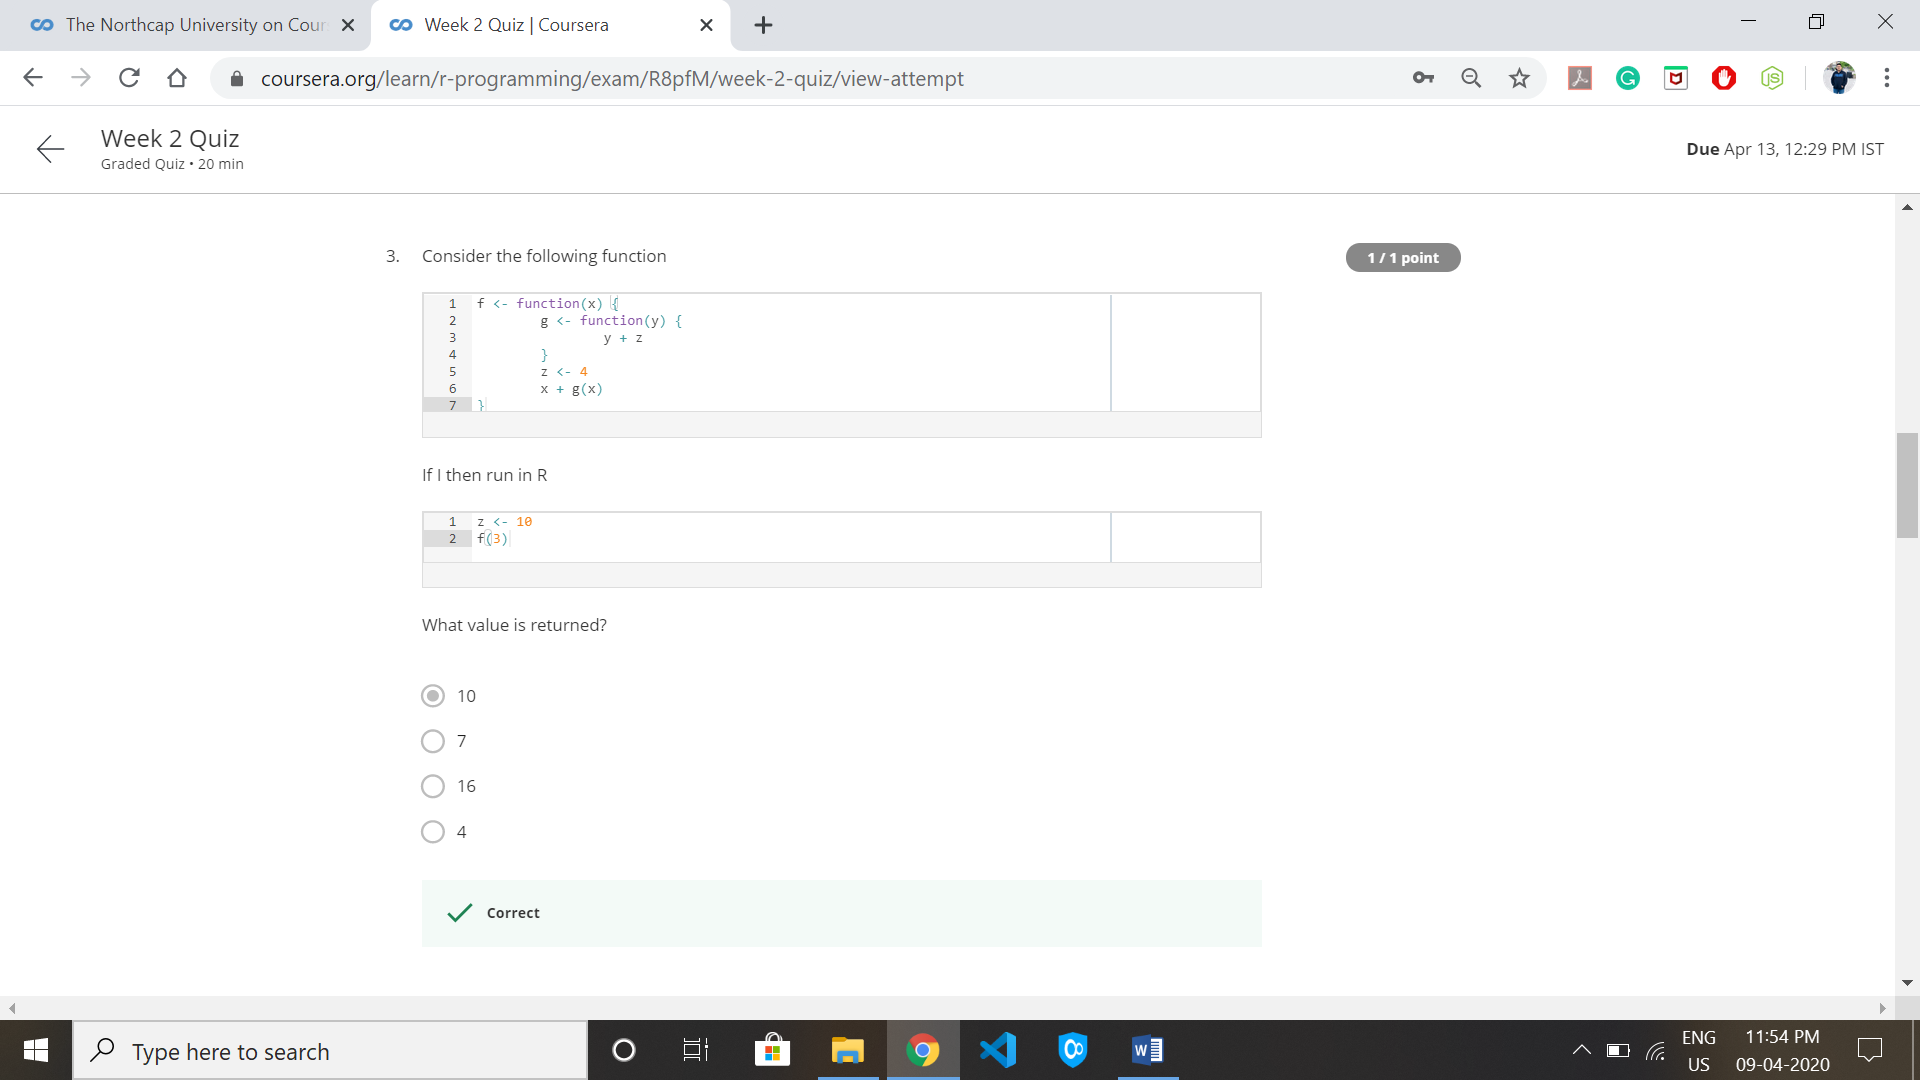 The Northcap University on Cour
Week 2 Quiz | Coursera
coursera.org/learn/r-programming/exam/R8pfM/week-2-quiz/view-attempt
Week 2 Quiz
Graded Quiz • 20 min
Due Apr 13, 12:29 PM IST
3. Consider the following function
1 / 1 point
1 f <- function(x) {
2 g <- function(y) {
3 y + z
4 }
5 z <- 4
6 x + g(x)
7 }
If I then run in R
1 z <- 10
2 f(3)
What value is returned?
10
7
16
4
Correct
Type here to search
ENG
US
11:54 PM
09-04-2020